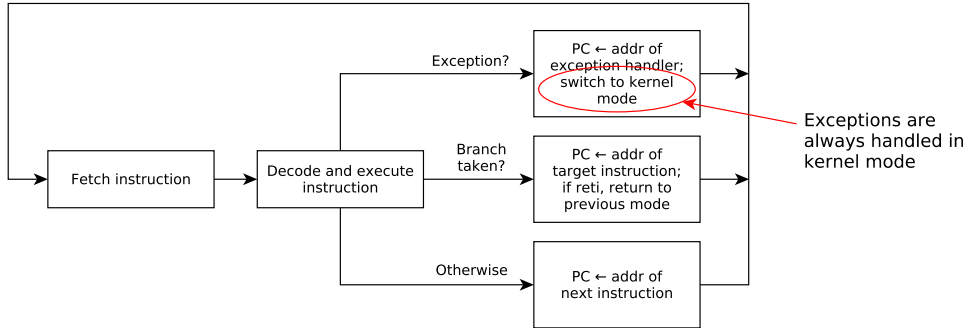 Fetch instruction
Decode and execute
instruction
Exception?
PC ← addr of
exception handler;
switch to kernel
mode
Branch
taken?
PC ← addr of
target instruction;
if reti, return to
previous mode
Otherwise
PC ← addr of
next instruction
Exceptions are
always handled in
kernel mode